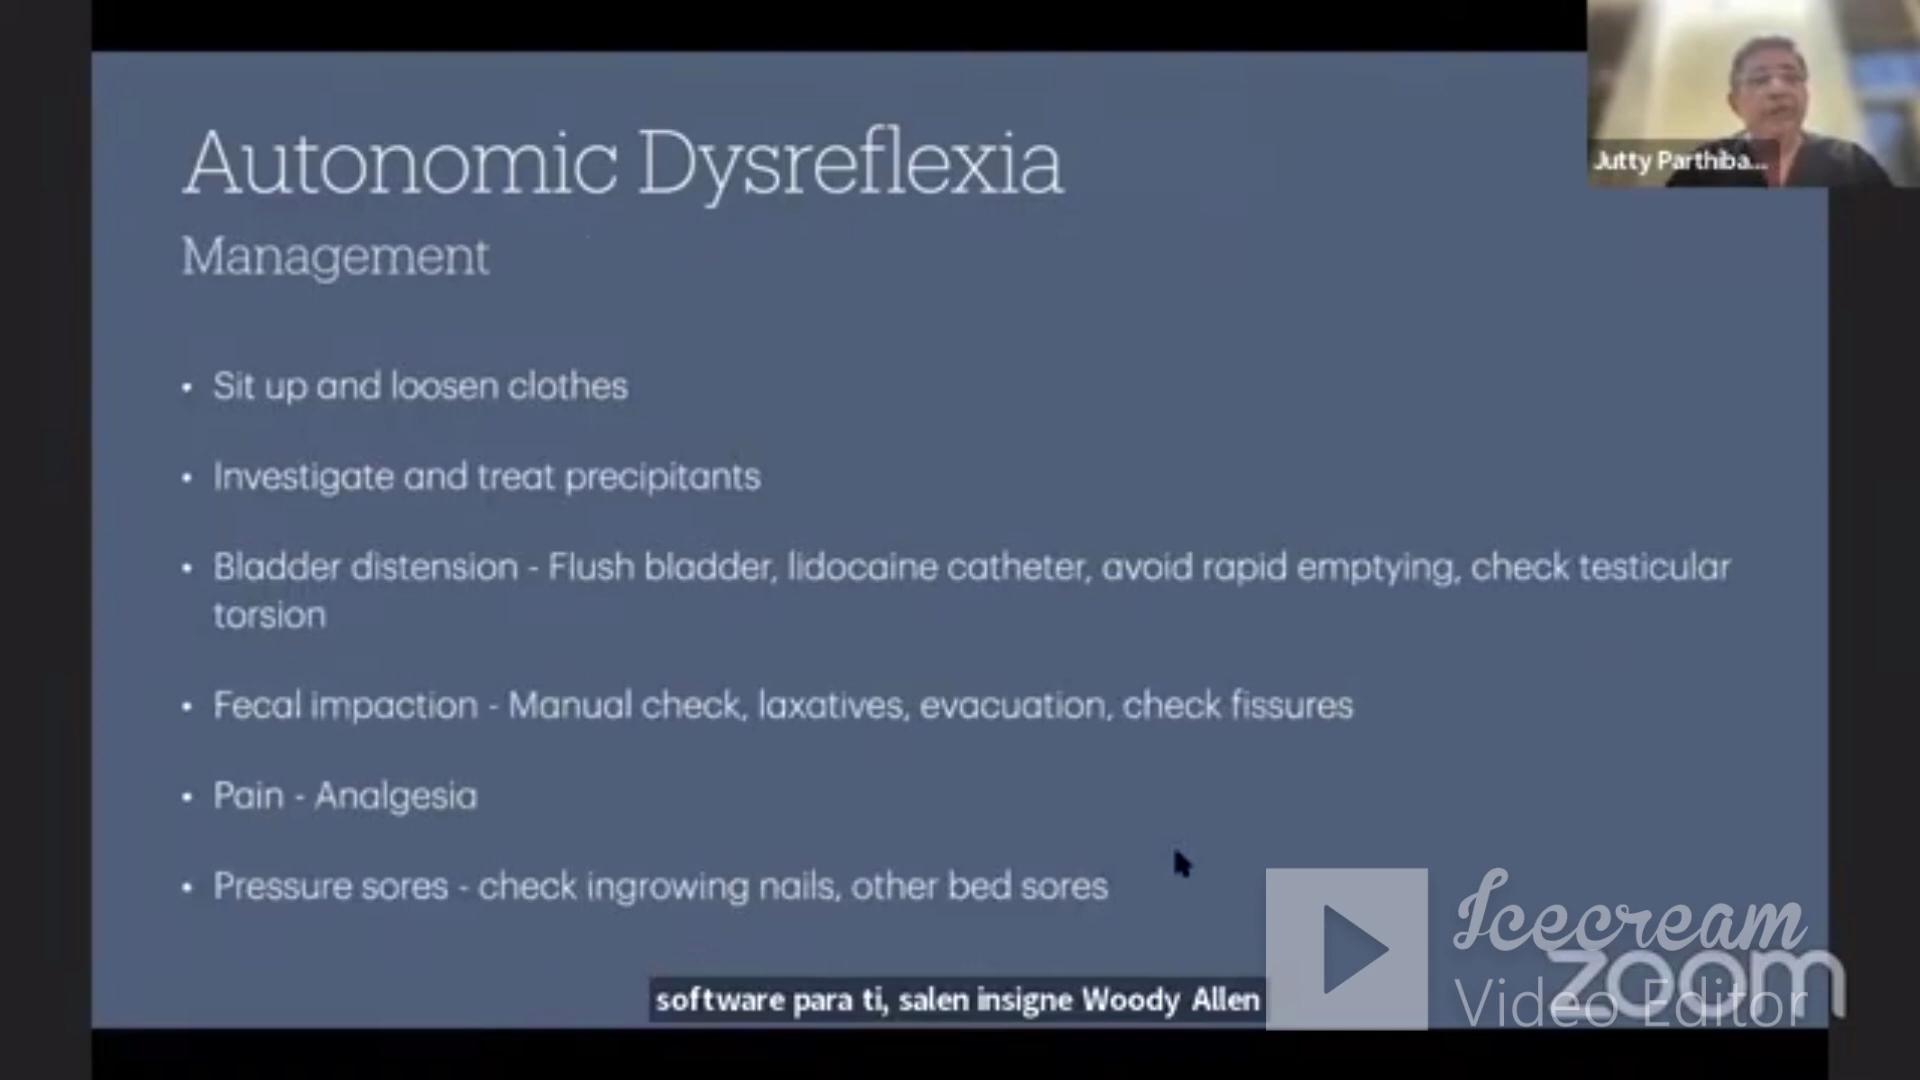 Autonomic Dysreflexia
Jutty Parthiba...
Management
• Sit up and loosen clothes
• Investigate and treat precipitants
• Bladder distension - Flush bladder, lidocaine catheter, avoid rapid emptying, check testicular
torsion
• Fecal impaction - Manual check, laxatives, evacuation, check fissures
• Pain - Analgesia
• Pressure sores - check ingrowing nails, other bed sores
software para ti, salen insigne Woody Allen
Icecream
Video Editor
zoom